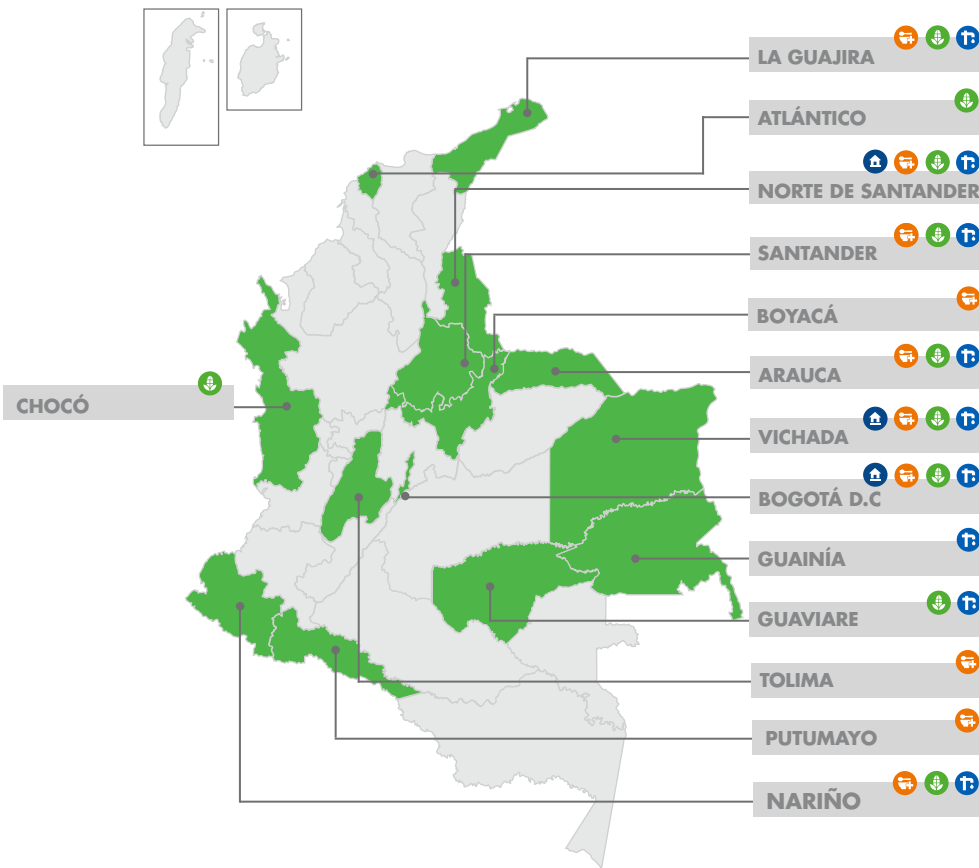 LA GUAJIRA
ATLÁNTICO
NORTE DE SANTANDER
SANTANDER
BOYACÁ
ARAUCA
CHOCÓ
VICHADA
BOGOTÁ D.C
GUAINÍA
GUAVIARE
TOLIMA
PUTUMAYO
NARIÑO